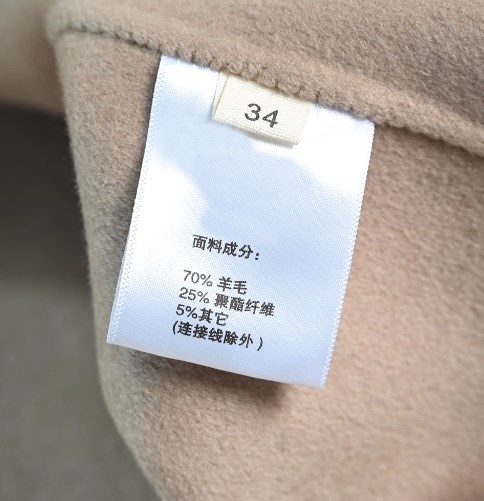 34
面料成分：
70% 羊毛
25% 聚酯纤维
5%其它
(连接线除外 )